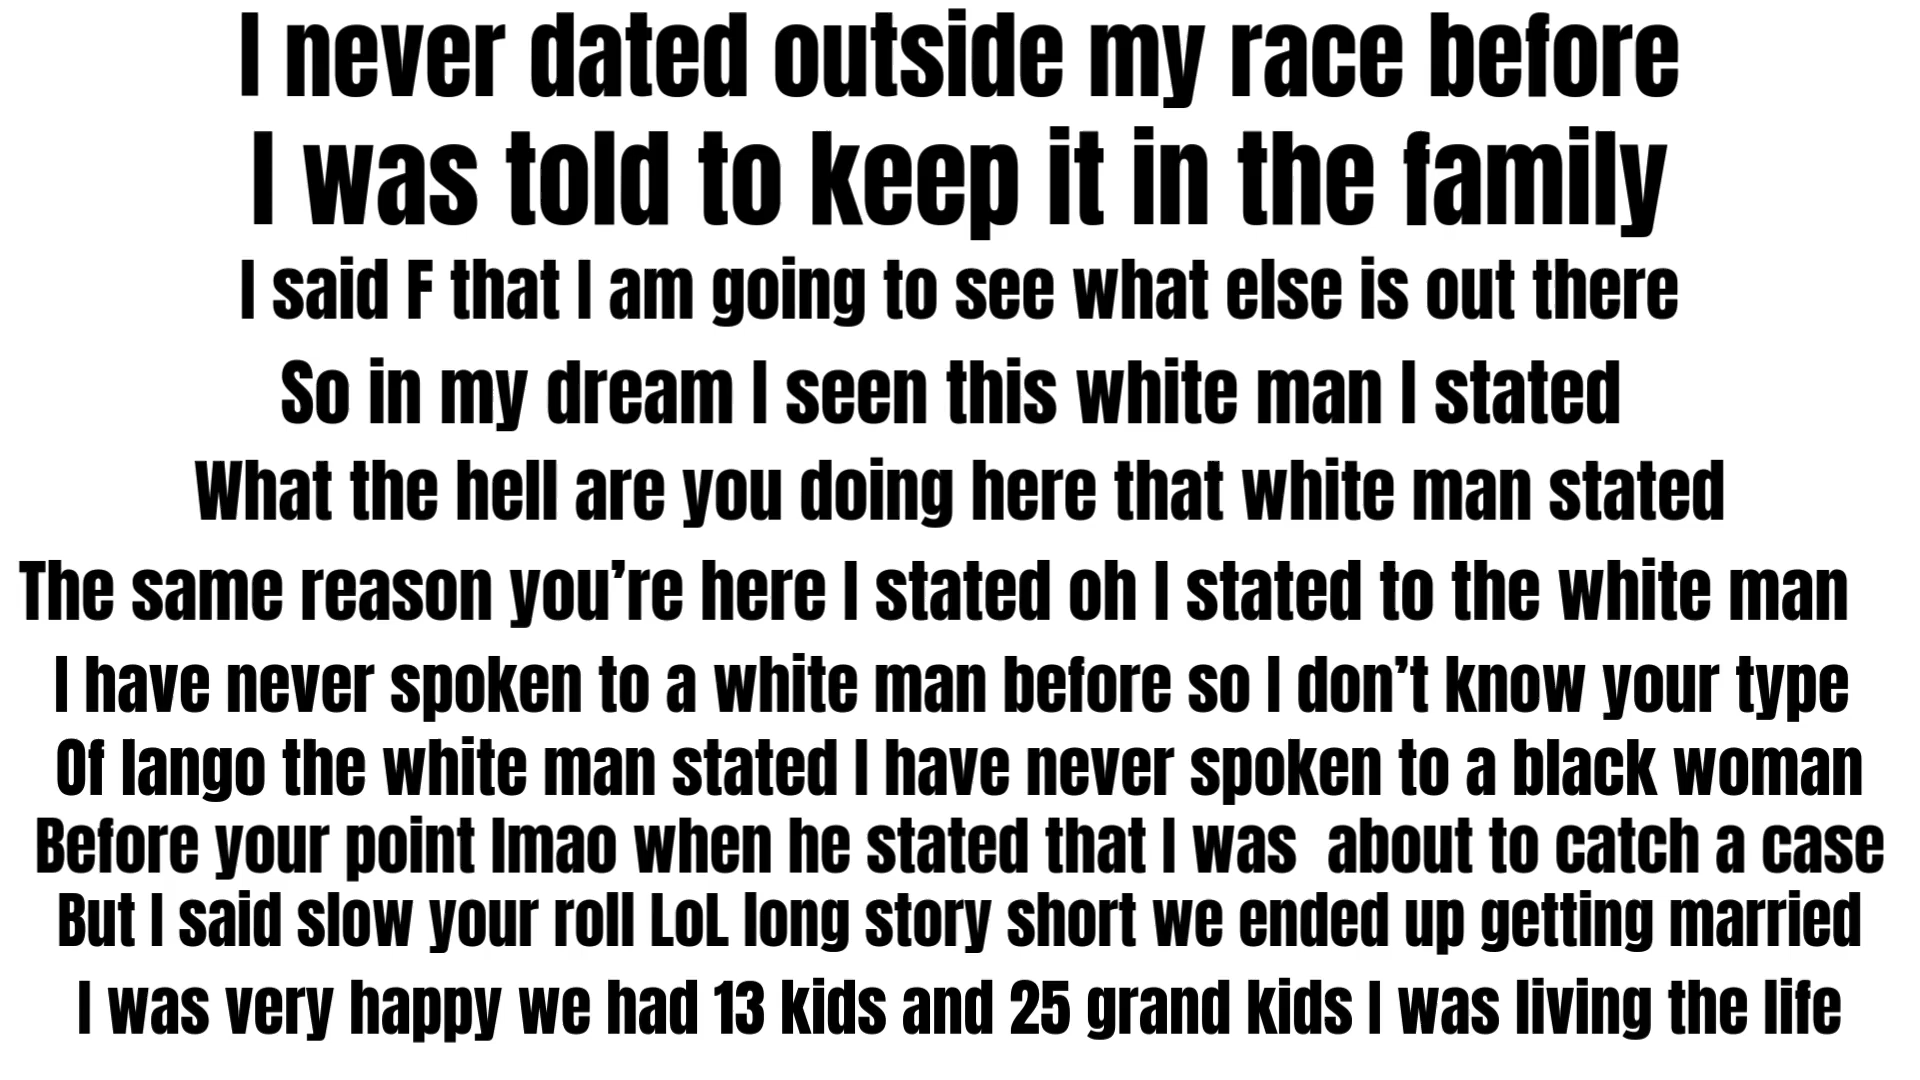 I never dated outside my race before
I was told to keep it in the family
I said F that I am going to see what else is out there
So in my dream I seen this white man I stated
What the hell are you doing here that white man stated
The same reason you’re here I stated oh I stated to the white man
I have never spoken to a white man before so I don’t know your type
Of lango the white man stated I have never spoken to a black woman
Before your point lmao when he stated that I was  about to catch a case
But I said slow your roll LoL long story short we ended up getting married
I was very happy we had 13 kids and 25 grand kids I was living the life